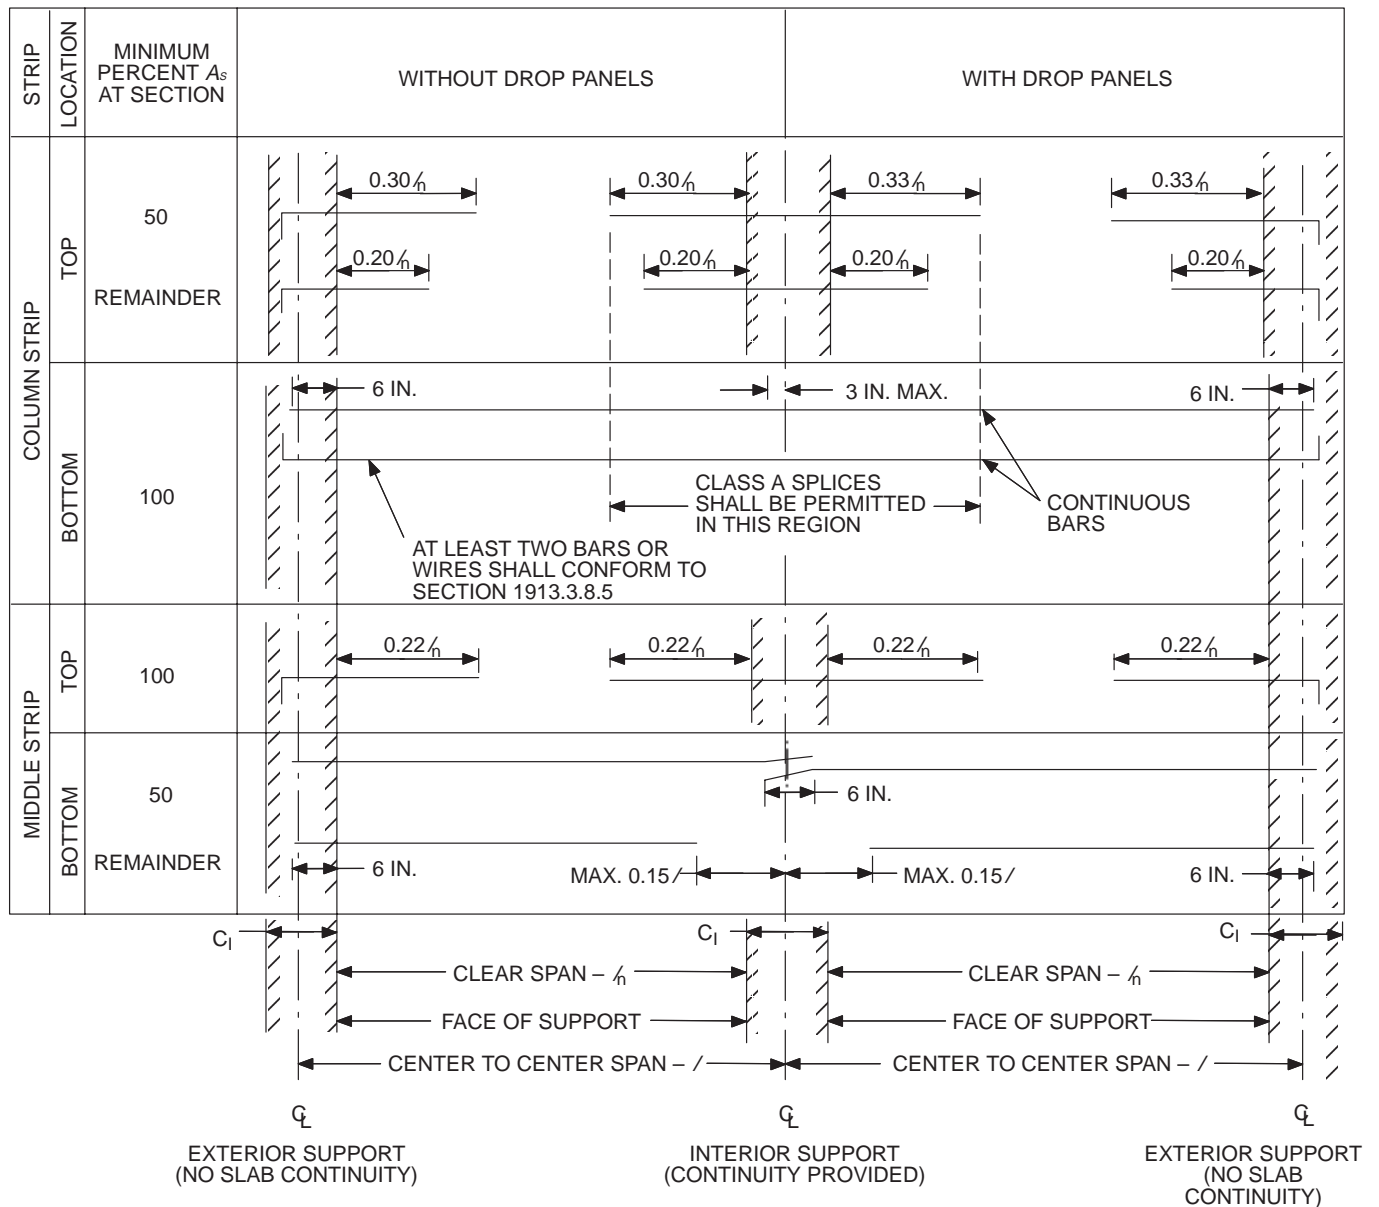 STRIP
LOCATION
MINIMUM
PERCENT As
AT SECTION
WITHOUT DROP PANELS
WITH DROP PANELS
COLUMN STRIP
TOP
50
0.30ℓn
0.30ℓn
0.33ℓn
0.33ℓn
REMAINDER
0.20ℓn
0.20ℓn
0.20ℓn
0.20ℓn
BOTTOM
100
6 IN.
3 IN. MAX.
6 IN.
CLASS A SPLICES
SHALL BE PERMITTED
IN THIS REGION
CONTINUOUS
BARS
AT LEAST TWO BARS OR
WIRES SHALL CONFORM TO
SECTION 1913.3.8.5
MIDDLE STRIP
TOP
100
0.22ℓn
0.22ℓn
0.22ℓn
0.22ℓn
BOTTOM
50
6 IN.
REMAINDER
6 IN.
MAX. 0.15ℓ
MAX. 0.15ℓ
6 IN.
CI
CI
CI
CLEAR SPAN – ℓn
CLEAR SPAN – ℓn
FACE OF SUPPORT
FACE OF SUPPORT
CENTER TO CENTER SPAN – ℓ
CENTER TO CENTER SPAN – ℓ
℄
℄
℄
EXTERIOR SUPPORT
(NO SLAB CONTINUITY)
INTERIOR SUPPORT
(CONTINUITY PROVIDED)
EXTERIOR SUPPORT
(NO SLAB
CONTINUITY)